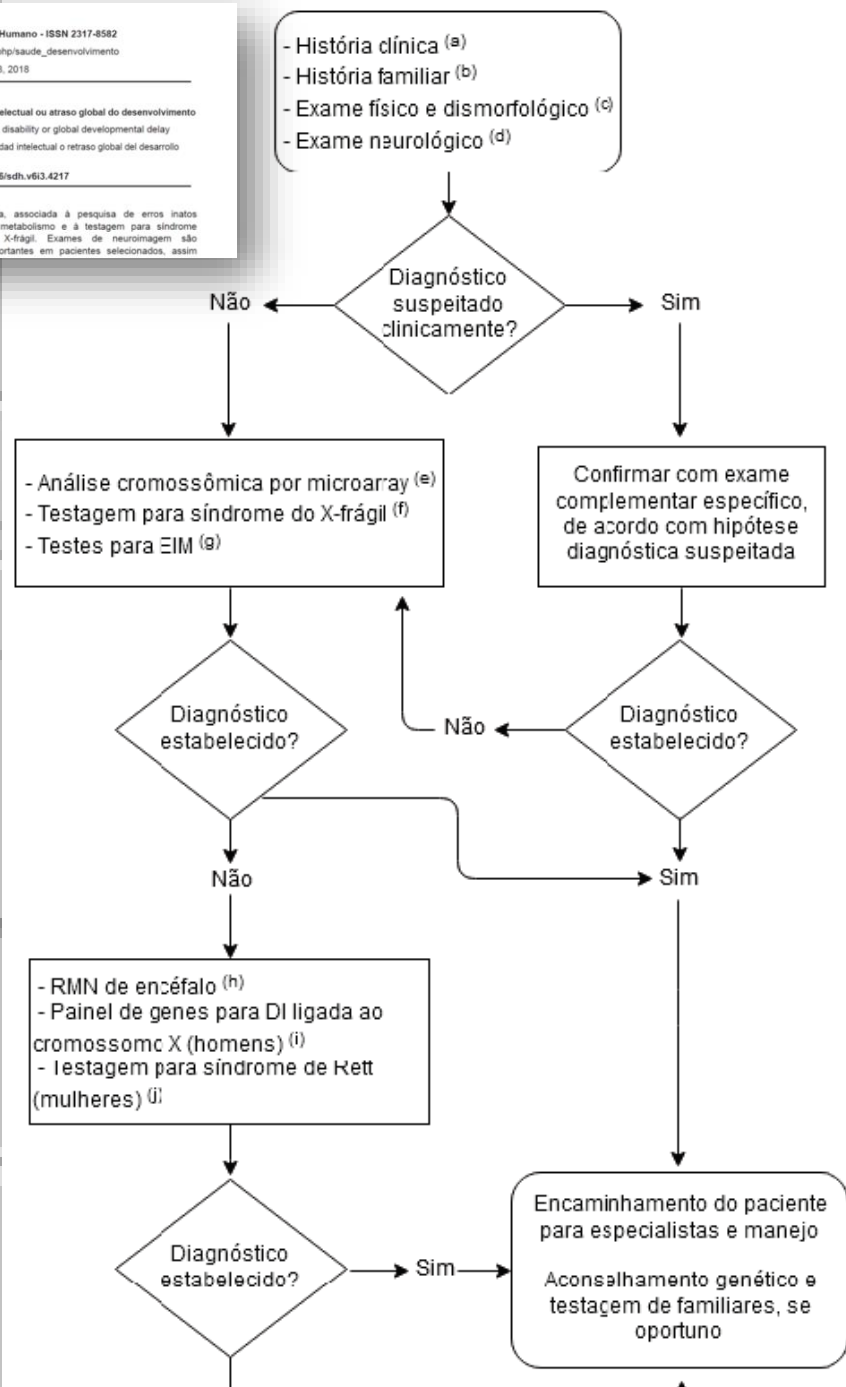 Humano - ISSN 2317-8582
php/saude_desenvolvimento
, 2018
electual ou atraso global do desenvolvimento
disability or global developmental delay
dad intelectual o retraso global del desarrollo
6/sdh.v6i3.4217
a, associada à pesquisa de erros inatos
metabolismo e à testagem para síndrome
X-frágil. Exames de neuroimagem são
ortantes em pacientes selecionados, assim
- História clínica (a)
- História familiar (b)
- Exame físico e dismorfológico (c)
- Exame neurológico (d)
Diagnóstico
suspeitado
clinicamente?
Não
Sim
- Análise cromossômica por microarray (e)
- Testagem para síndrome do X-frágil (f)
- Testes para EIM (g)
Confirmar com exame
complementar específico,
de acordo com hipótese
diagnóstica suspeitada
Diagnóstico
estabelecido?
Não
Diagnóstico
estabelecido?
Não
Sim
- RMN de encéfalo (h)
- Painel de genes para DI ligada ao
cromossomo X (homens) (i)
- Testagem para síndrome de Rett
(mulheres) (j)
Diagnóstico
estabelecido?
Sim
Encaminhamento do paciente
para especialistas e manejo
Aconselhamento genético e
testagem de familiares, se
oportuno